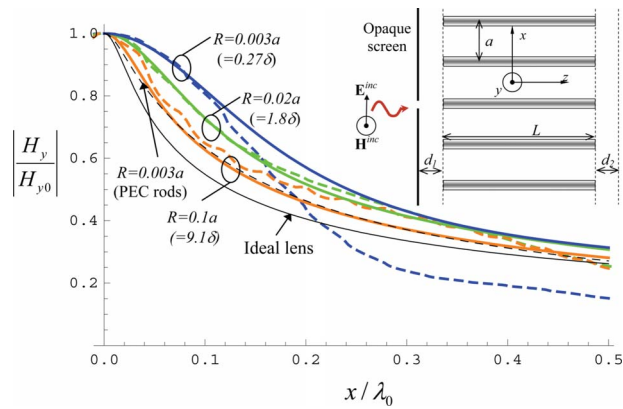 1.0
0.8
0.6
0.4
0.2
|H_y / H_{y0}|
R=0.003a
(=0.27δ)
R=0.02a
(=1.8δ)
R=0.003a
(PEC rods)
R=0.1a
(=9.1δ)
Ideal lens
Opaque
screen
a
x
y
z
E^{inc}
H^{inc}
L
d_1
d_2
0.0
0.1
0.2
0.3
0.4
0.5
x / λ_0